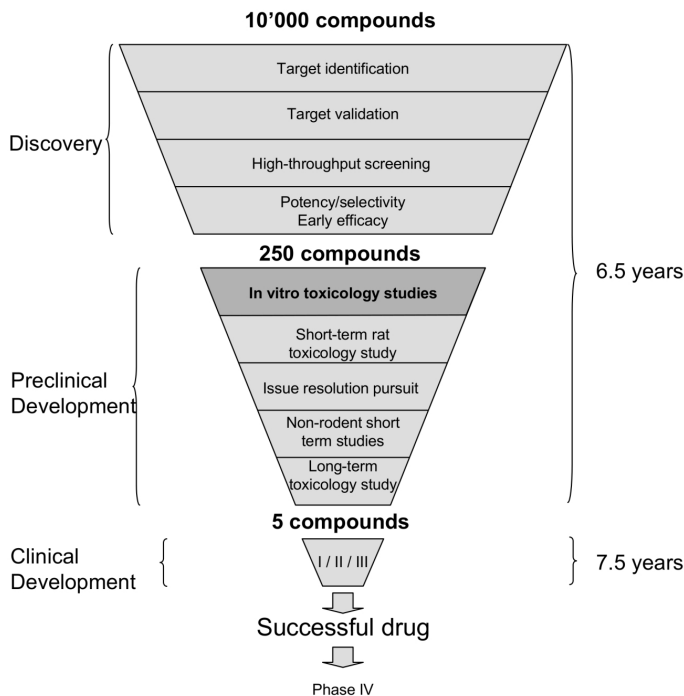 10’000 compounds
Target identification
Target validation
Discovery
High-throughput screening
Potency/selectivity
Early efficacy
250 compounds
6.5 years
In vitro toxicology studies
Short-term rat
toxicology study
Preclinical
Development
Issue resolution pursuit
Non-rodent short
term studies
Long-term
toxicology study
5 compounds
Clinical
Development
I / II / III
7.5 years
Successful drug
Phase IV